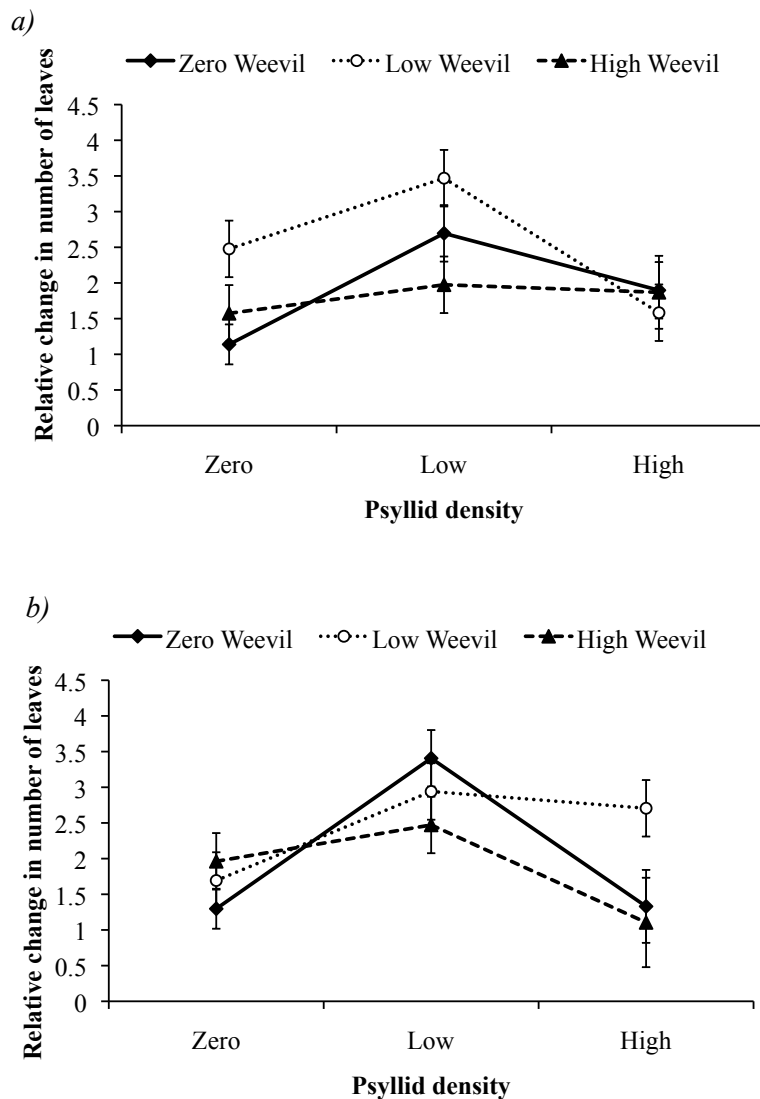 a)
Zero Weevil Low Weevil High Weevil
Relative change in number of leaves
4.5
4
3.5
3
2.5
2
1.5
1
0.5
0
Zero Low High
Psyllid density
b)
Zero Weevil Low Weevil High Weevil
Relative change in number of leaves
4.5
4
3.5
3
2.5
2
1.5
1
0.5
0
Zero Low High
Psyllid density